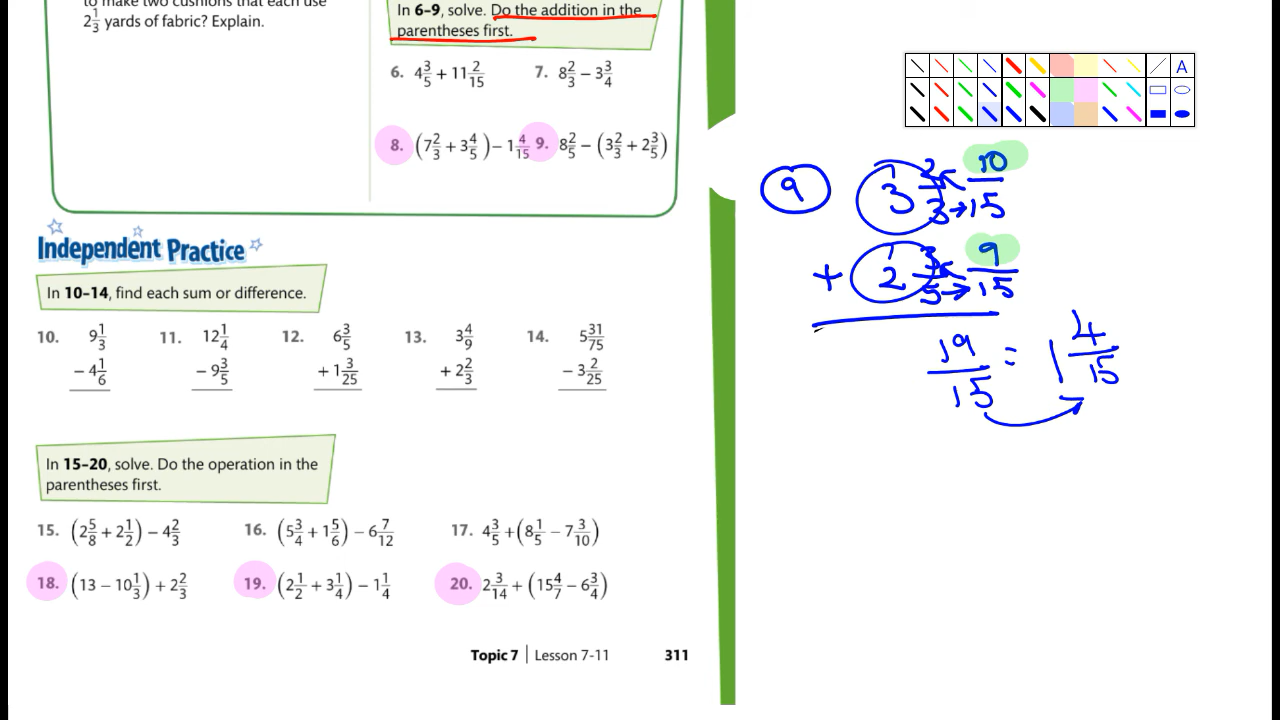 to make two cushions that each use
2 1/3 yards of fabric? Explain.
In 6–9, solve. Do the addition in the
parentheses first.
6. 4 3/5 + 11 2/15
7. 8 2/3 − 3 3/4
8. (7 2/3 + 3 4/5) − 1 4/15
9. 8 2/5 − (3 2/3 + 2 3/5)
Independent Practice
In 10–14, find each sum or difference.
10. 9 1/3
− 4 1/6
11. 12 1/4
− 9 3/5
12. 6 3/5
+ 1 3/25
13. 3 4/9
+ 2 2/3
14. 5 31/75
− 3 2/25
In 15–20, solve. Do the operation in the
parentheses first.
15. (2 5/8 + 2 1/2) − 4 2/3
16. (5 3/4 + 1 5/6) − 6 7/12
17. 4 3/5 + (8 1/5 − 7 3/10)
18. (13 − 10 1/3) + 2 2/3
19. (2 1/2 + 3 1/4) − 1 1/4
20. 2 3/14 + (15 4/7 − 6 3/4)
Topic 7 | Lesson 7-11 311
A
9
3 2/3 → 10/15
+ 2 3/5 → 9/15
19/15 = 1 4/15